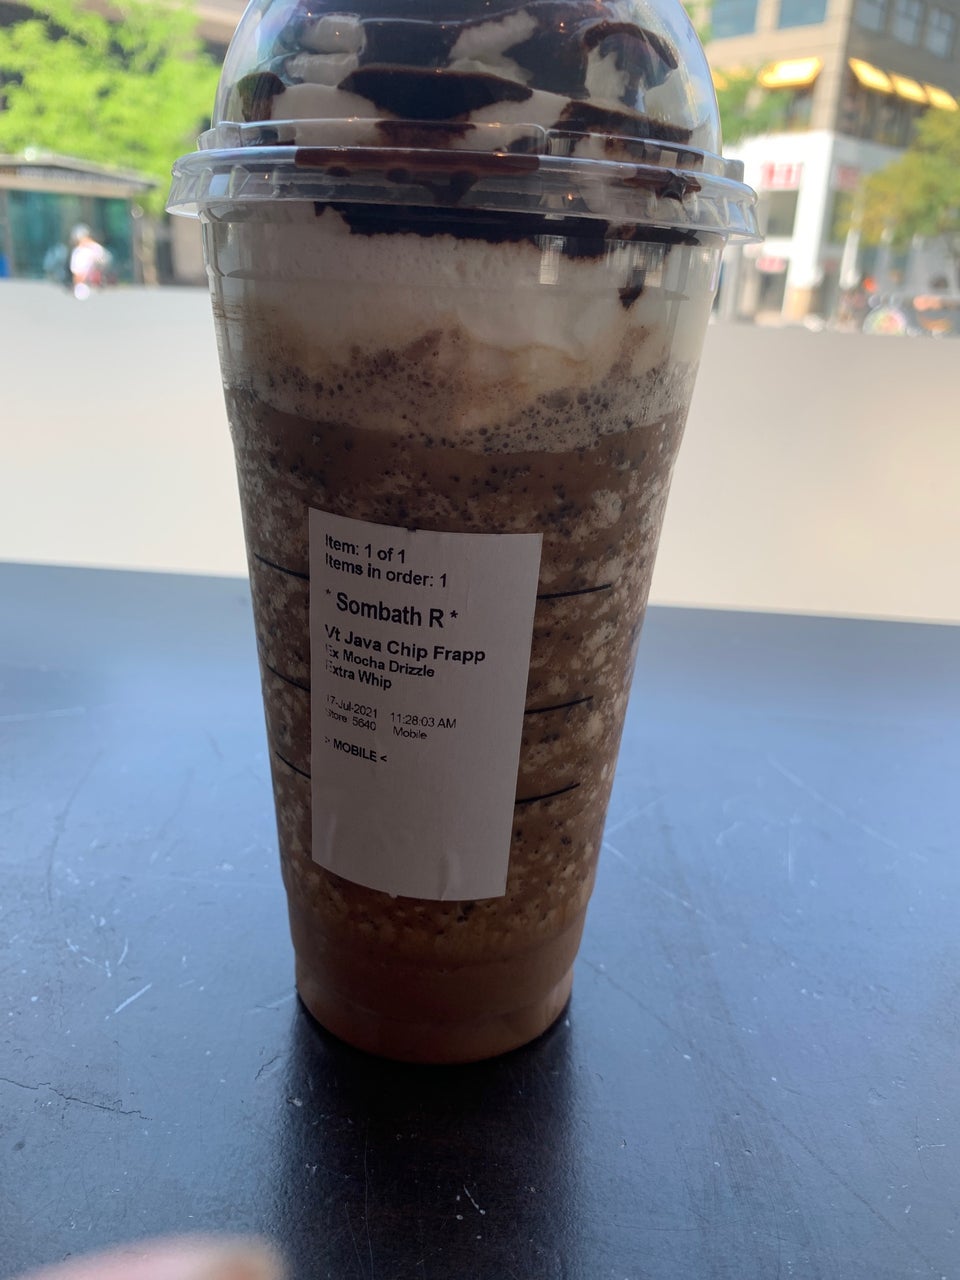 Item: 1 of 1
Items in order: 1
* Sombath R *
Vt Java Chip Frapp
Ex Mocha Drizzle
Extra Whip
17-Jul-2021 11:28:03 AM
Store: 5640 Mobile
> MOBILE <